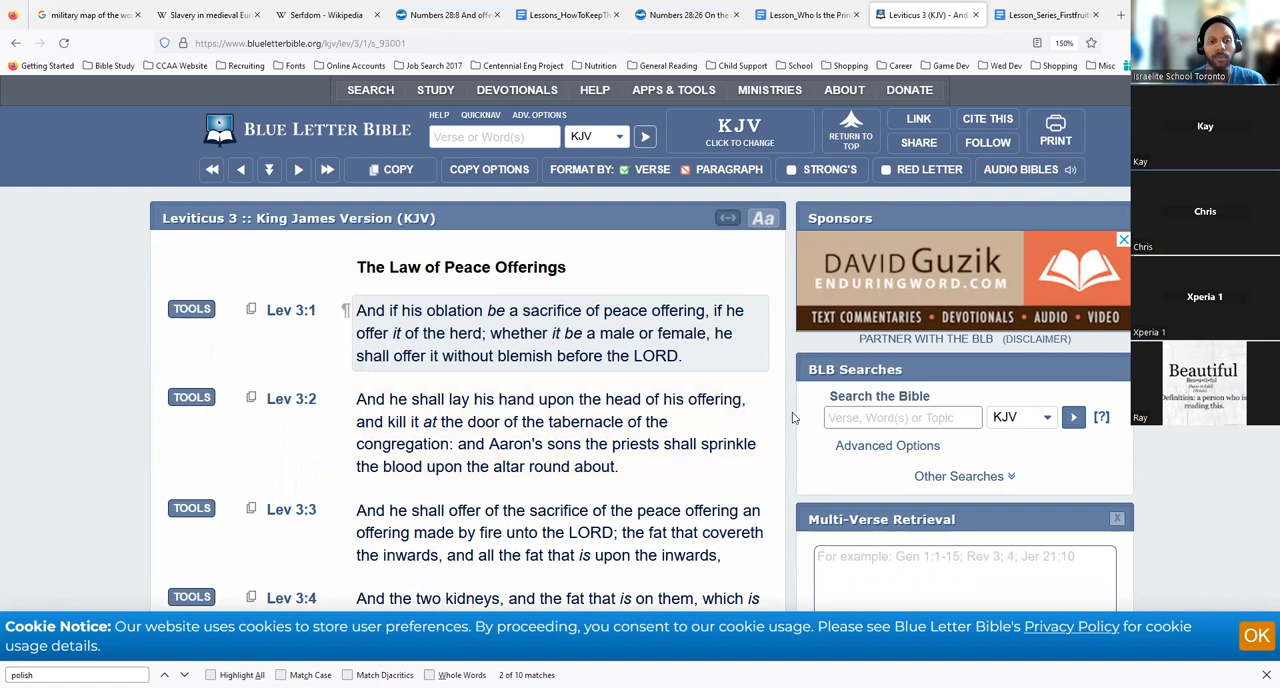 military map of the wo
Slavery in medieval Eu
Serfdom - Wikipedia
Numbers 28:8 And offe
Lessons_HowToKeepTh
Numbers 28:26 On the
Lesson_Who Is the Prin
Leviticus 3 (KJV) - And
Lesson_Series_Firstfruit
https://www.blueletterbible.org/kjv/lev/3/1/s_93001
150%
Getting Started
Bible Study
CCAA Website
Recruiting
Fonts
Online Accounts
Job Search 2017
Centennial Eng Project
Nutrition
General Reading
Child Support
School
Shopping
Career
Game Dev
Wed Dev
Shopping
Misc
SEARCH
STUDY
DEVOTIONALS
HELP
APPS & TOOLS
MINISTRIES
ABOUT
DONATE
BLUE LETTER BIBLE
HELP
QUICKNAV
ADV. OPTIONS
Verse or Word(s)
KJV
KJV
CLICK TO CHANGE
RETURN TO
TOP
LINK
CITE THIS
SHARE
FOLLOW
PRINT
COPY
COPY OPTIONS
FORMAT BY:
VERSE
PARAGRAPH
STRONG'S
RED LETTER
AUDIO BIBLES
Leviticus 3 :: King James Version (KJV)
Aa
The Law of Peace Offerings
TOOLS
Lev 3:1
¶ And if his oblation be a sacrifice of peace offering, if he
offer it of the herd; whether it be a male or female, he
shall offer it without blemish before the LORD.
TOOLS
Lev 3:2
And he shall lay his hand upon the head of his offering,
and kill it at the door of the tabernacle of the
congregation: and Aaron's sons the priests shall sprinkle
the blood upon the altar round about.
TOOLS
Lev 3:3
And he shall offer of the sacrifice of the peace offering an
offering made by fire unto the LORD; the fat that covereth
the inwards, and all the fat that is upon the inwards,
TOOLS
Lev 3:4
And the two kidneys, and the fat that is on them, which is
Sponsors
DAVID GUZIK
ENDURINGWORD.COM
TEXT COMMENTARIES • DEVOTIONALS • AUDIO • VIDEO
PARTNER WITH THE BLB (DISCLAIMER)
BLB Searches
Search the Bible
Verse, Word(s) or Topic
KJV
[?]
Advanced Options
Other Searches
Multi-Verse Retrieval
X
For example: Gen 1:1-15; Rev 3; 4; Jer 21:10
Cookie Notice: Our website uses cookies to store user preferences. By proceeding, you consent to our cookie usage. Please see Blue Letter Bible's Privacy Policy for cookie
usage details.
OK
polish
Highlight All
Match Case
Match Diacritics
Whole Words
2 of 10 matches
Israelite School Toronto
Kay
Kay
Chris
Chris
Xperia 1
Xperia 1
Beautiful
Definition: a person who is
reading this.
Ray